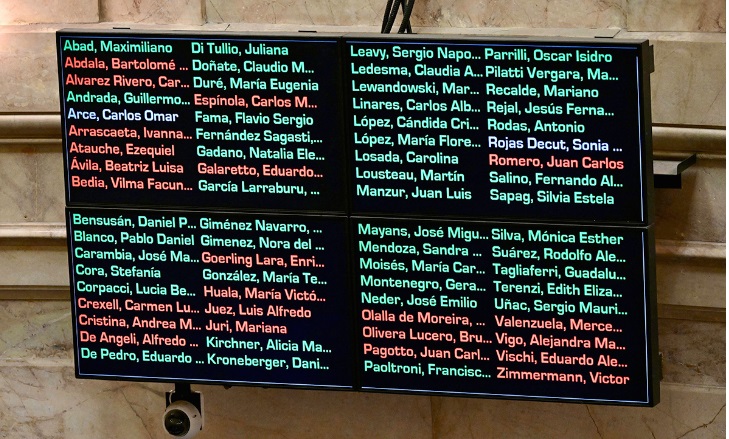 Abad, Maximiliano
Abdala, Bartolomé ...
Alvarez Rivero, Car...
Andrada, Guillermo...
Arce, Carlos Omar
Arrascaeta, Ivanna...
Atauche, Ezequiel
Ávila, Beatriz Luisa
Bedia, Vilma Facun...
Di Tullio, Juliana
Doñate, Claudio M...
Duré, María Eugenia
Espínola, Carlos M...
Fama, Flavio Sergio
Fernández Sagasti,...
Gadano, Natalia Ele...
Galaretto, Eduardo...
García Larraburu, ...
Leavy, Sergio Napo...
Ledesma, Claudia A...
Lewandowski, Mar...
Linares, Carlos Alb...
López, Cándida Cri...
López, María Flore...
Losada, Carolina
Lousteau, Martín
Manzur, Juan Luis
Parrilli, Oscar Isidro
Pilatti Vergara, Ma...
Recalde, Mariano
Rejal, Jesús Ferna...
Rodas, Antonio
Rojas Decut, Sonia ...
Romero, Juan Carlos
Salino, Fernando Al...
Sapag, Silvia Estela
Bensusán, Daniel P...
Blanco, Pablo Daniel
Carambia, José Ma...
Cora, Stefanía
Corpacci, Lucia Be...
Crexell, Carmen Lu...
Cristina, Andrea M...
De Angeli, Alfredo ...
De Pedro, Eduardo ...
Giménez Navarro, ...
Gimenez, Nora del ...
Goerling Lara, Enri...
González, María Te...
Huala, María Victó...
Juez, Luis Alfredo
Juri, Mariana
Kirchner, Alicia Ma...
Kroneberger, Dani...
Mayans, José Migu...
Mendoza, Sandra ...
Moisés, María Car...
Montenegro, Gera...
Neder, José Emilio
Olalla de Moreira, ...
Olivera Lucero, Bru...
Pagotto, Juan Carl...
Paoltroni, Francisc...
Silva, Mónica Esther
Suárez, Rodolfo Ale...
Tagliaferri, Guadalu...
Terenzi, Edith Eliza...
Uñac, Sergio Mauri...
Valenzuela, Merce...
Vigo, Alejandra Ma...
Vischi, Eduardo Ale...
Zimmermann, Victor